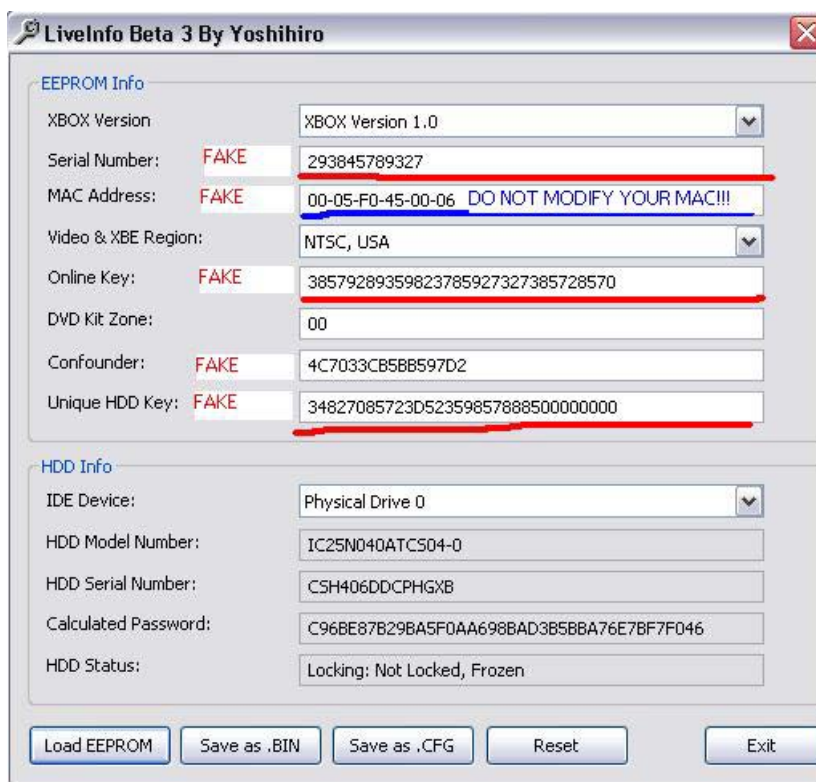 LiveInfo Beta 3 By Yoshihiro
EEPROM Info
XBOX Version XBOX Version 1.0
Serial Number: FAKE 293845789327
MAC Address: FAKE 00-05-F0-45-00-06 DO NOT MODIFY YOUR MAC!!!
Video & XBE Region: NTSC, USA
Online Key: FAKE 38579289359823785927327385728570
DVD Kit Zone: 00
Confounder: FAKE 4C7033CB5BB597D2
Unique HDD Key: FAKE 34827085723D52359857888500000000
HDD Info
IDE Device: Physical Drive 0
HDD Model Number: IC25N040ATCS04-0
HDD Serial Number: CSH406DDCPHGXB
Calculated Password: C96BE87B29BA5F0AA698BAD3B5BBA76E7BF7F046
HDD Status: Locking: Not Locked, Frozen
Load EEPROM Save as .BIN Save as .CFG Reset Exit